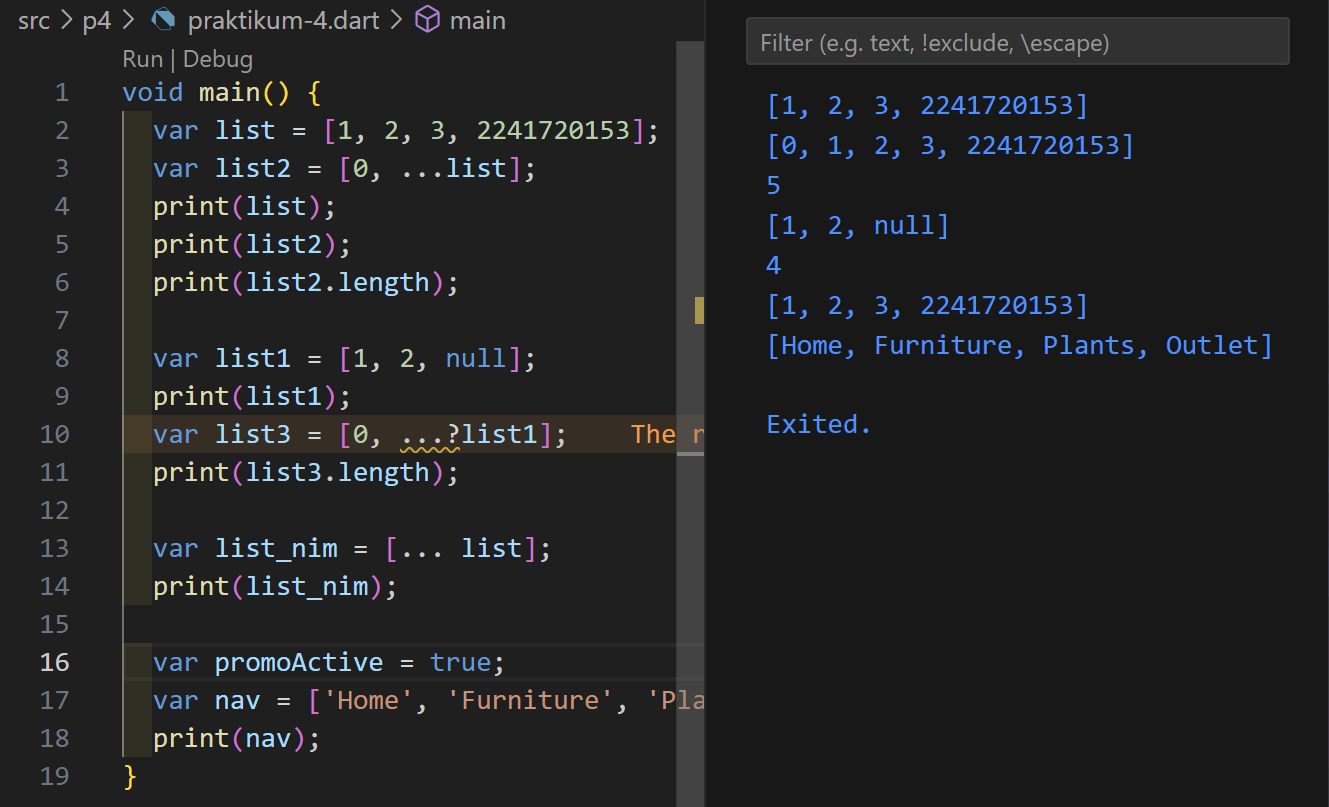 src > p4 > praktikum-4.dart > main
Run | Debug
1 void main() {
2   var list = [1, 2, 3, 2241720153];
3   var list2 = [0, ...list];
4   print(list);
5   print(list2);
6   print(list2.length);
7
8   var list1 = [1, 2, null];
9   print(list1);
10   var list3 = [0, ...?list1];    The
11   print(list3.length);
12
13   var list_nim = [... list];
14   print(list_nim);
15
16   var promoActive = true;
17   var nav = ['Home', 'Furniture', 'Pla
18   print(nav);
19 }
Filter (e.g. text, !exclude, \escape)
[1, 2, 3, 2241720153]
[0, 1, 2, 3, 2241720153]
5
[1, 2, null]
4
[1, 2, 3, 2241720153]
[Home, Furniture, Plants, Outlet]
Exited.